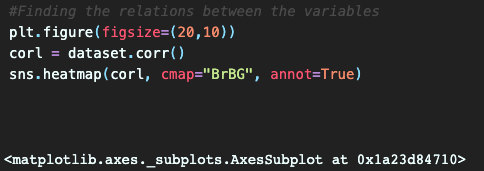 #Finding the relations between the variables
plt.figure(figsize=(20,10))
corl = dataset.corr()
sns.heatmap(corl, cmap="BrBG", annot=True)
<matplotlib.axes._subplots.AxesSubplot at 0x1a23d84710>